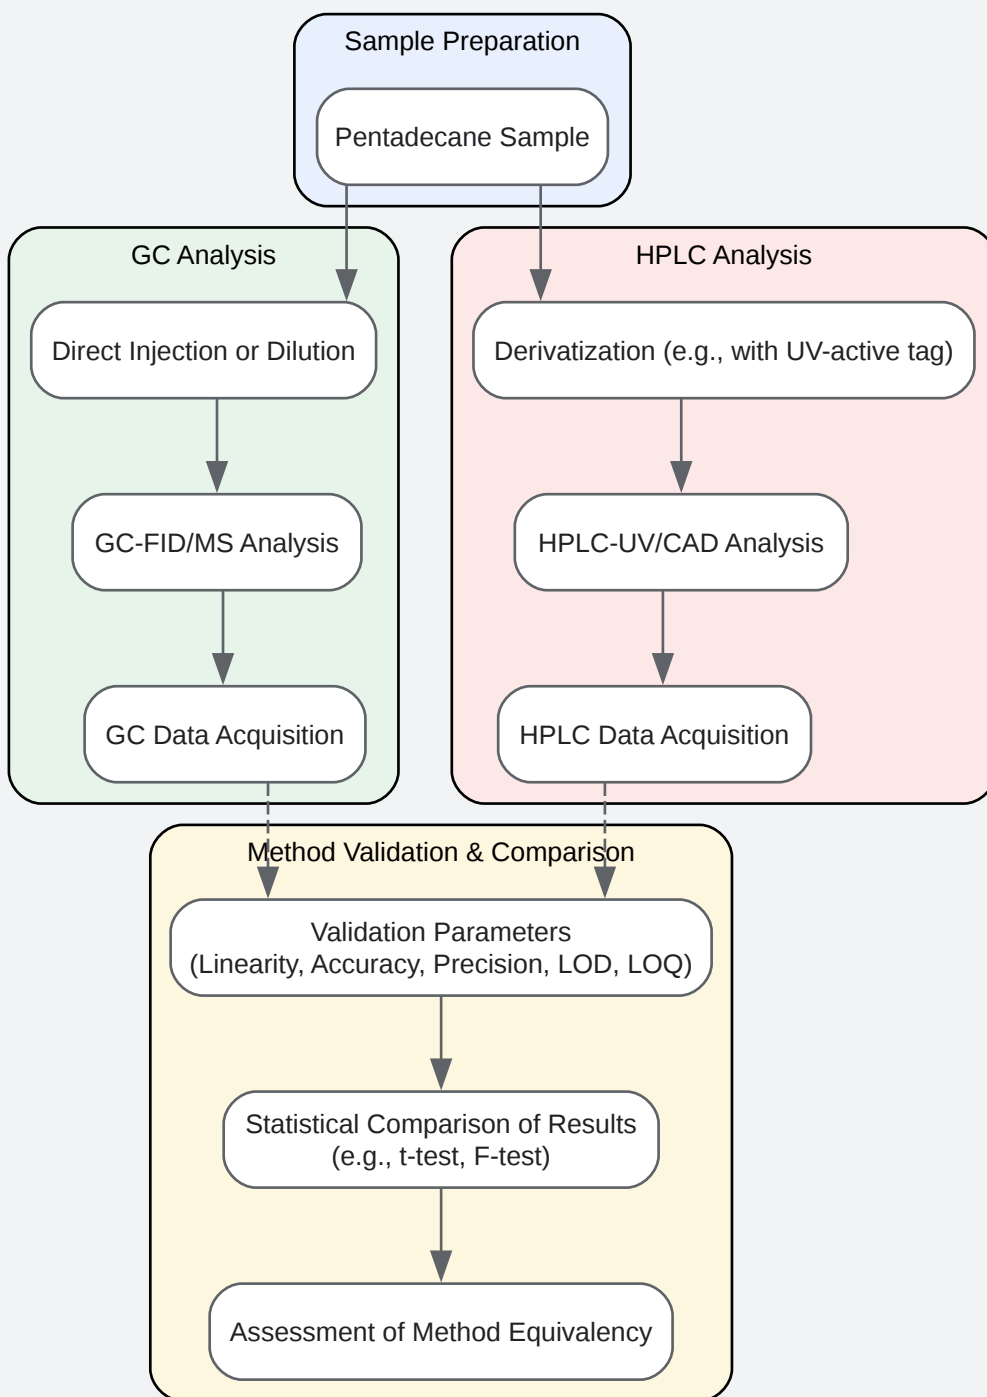 Sample Preparation
Pentadecane Sample
GC Analysis
Direct Injection or Dilution
GC-FID/MS Analysis
GC Data Acquisition
HPLC Analysis
Derivatization (e.g., with UV-active tag)
HPLC-UV/CAD Analysis
HPLC Data Acquisition
Method Validation & Comparison
Validation Parameters
(Linearity, Accuracy, Precision, LOD, LOQ)
Statistical Comparison of Results
(e.g., t-test, F-test)
Assessment of Method Equivalency